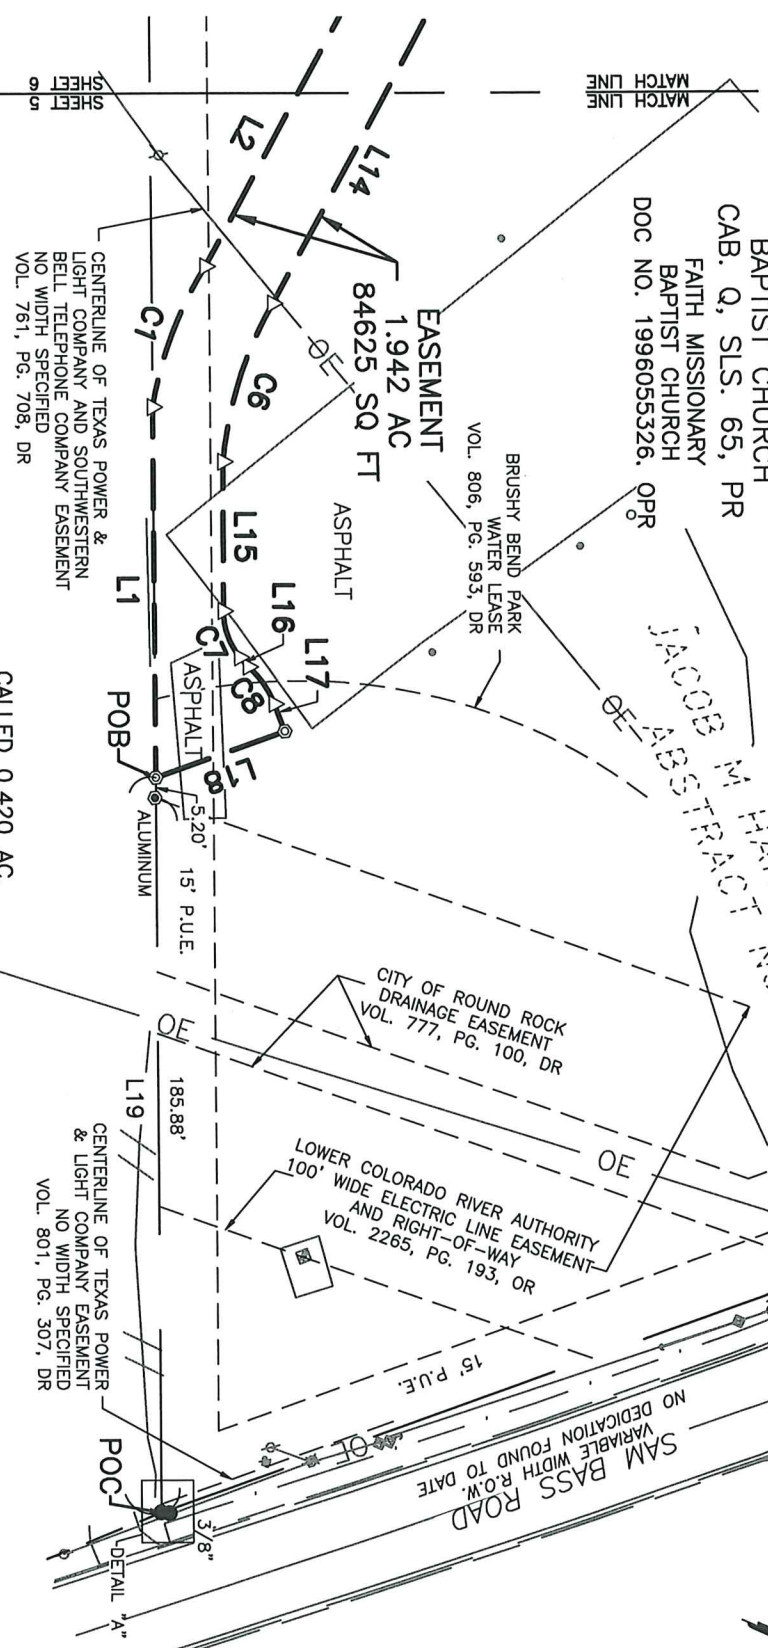 SHEET 6
SHEET 5
MATCH LINE
MATCH LINE
BAPTIST CHURCH
CAB. Q, SLS. 65, PR
FAITH MISSIONARY
BAPTIST CHURCH
DOC NO. 1996055326, OPR
L2
L14
EASEMENT
1.942 AC
84625 SQ FT
CENTERLINE OF TEXAS POWER &
LIGHT COMPANY AND SOUTHWESTERN
BELL TELEPHONE COMPANY EASEMENT
NO WIDTH SPECIFIED
VOL. 761, PG. 708, DR
C1
C6
OE
BRUSHY BEND PARK
WATER LEASE
VOL. 806, PG. 593, DR
ASPHALT
L15
L1
L16
L17
C7
C8
ASPHALT
L18
POB
5.20'
ALUMINUM
15' P.U.E.
OE
JACOB M HA
ABSTRACT NO
CALLED 0.420 AC.
CITY OF ROUND ROCK
DRAINAGE EASEMENT
VOL. 777, PG. 100, DR
OE
OE
185.88'
L19
LOWER COLORADO RIVER AUTHORITY
100' WIDE ELECTRIC LINE EASEMENT
AND RIGHT-OF-WAY
VOL. 2265, PG. 193, OR
CENTERLINE OF TEXAS POWER
& LIGHT COMPANY EASEMENT
NO WIDTH SPECIFIED
VOL. 801, PG. 307, DR
15' P.U.E.
OE
SAM BASS ROAD
VARIABLE WIDTH R.O.W.
NO DEDICATION FOUND TO DATE
POC
3/8"
DETAIL "A"